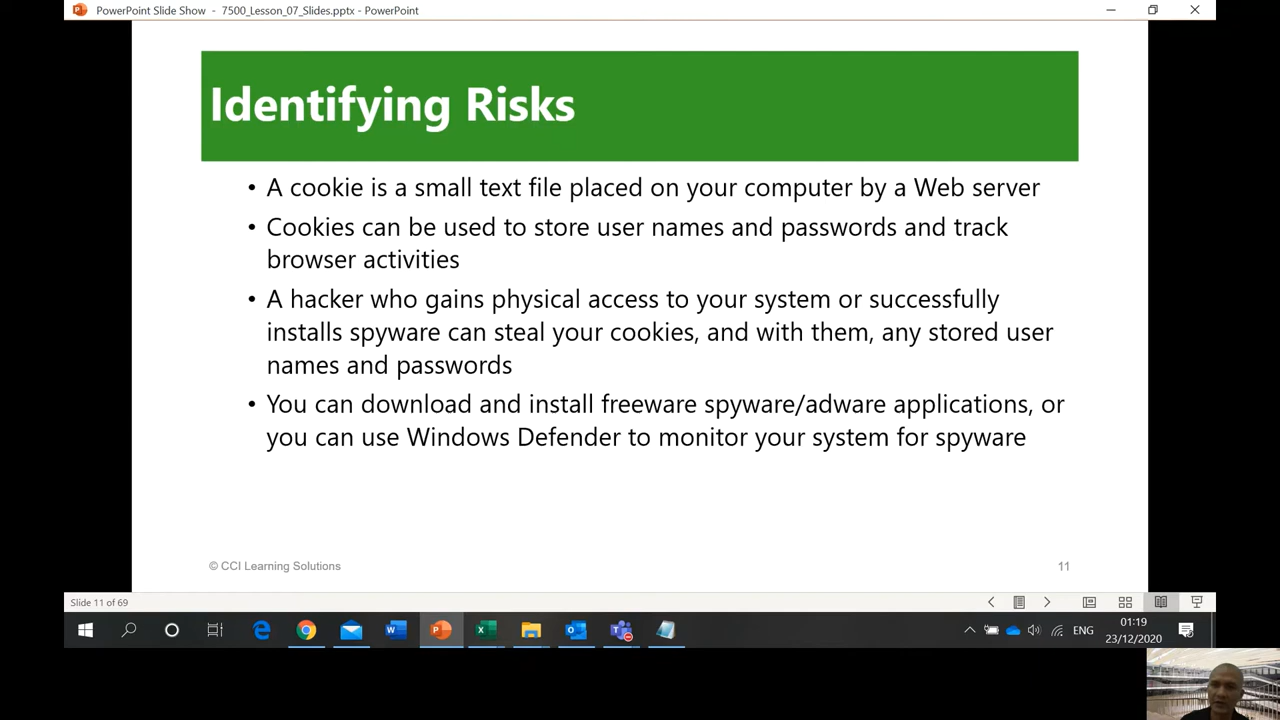 PowerPoint Slide Show - 7500_Lesson_07_Slides.pptx - PowerPoint
Identifying Risks
• A cookie is a small text file placed on your computer by a Web server
• Cookies can be used to store user names and passwords and track
browser activities
• A hacker who gains physical access to your system or successfully
installs spyware can steal your cookies, and with them, any stored user
names and passwords
• You can download and install freeware spyware/adware applications, or
you can use Windows Defender to monitor your system for spyware
© CCI Learning Solutions
11
Slide 11 of 69
ENG
01:19
23/12/2020